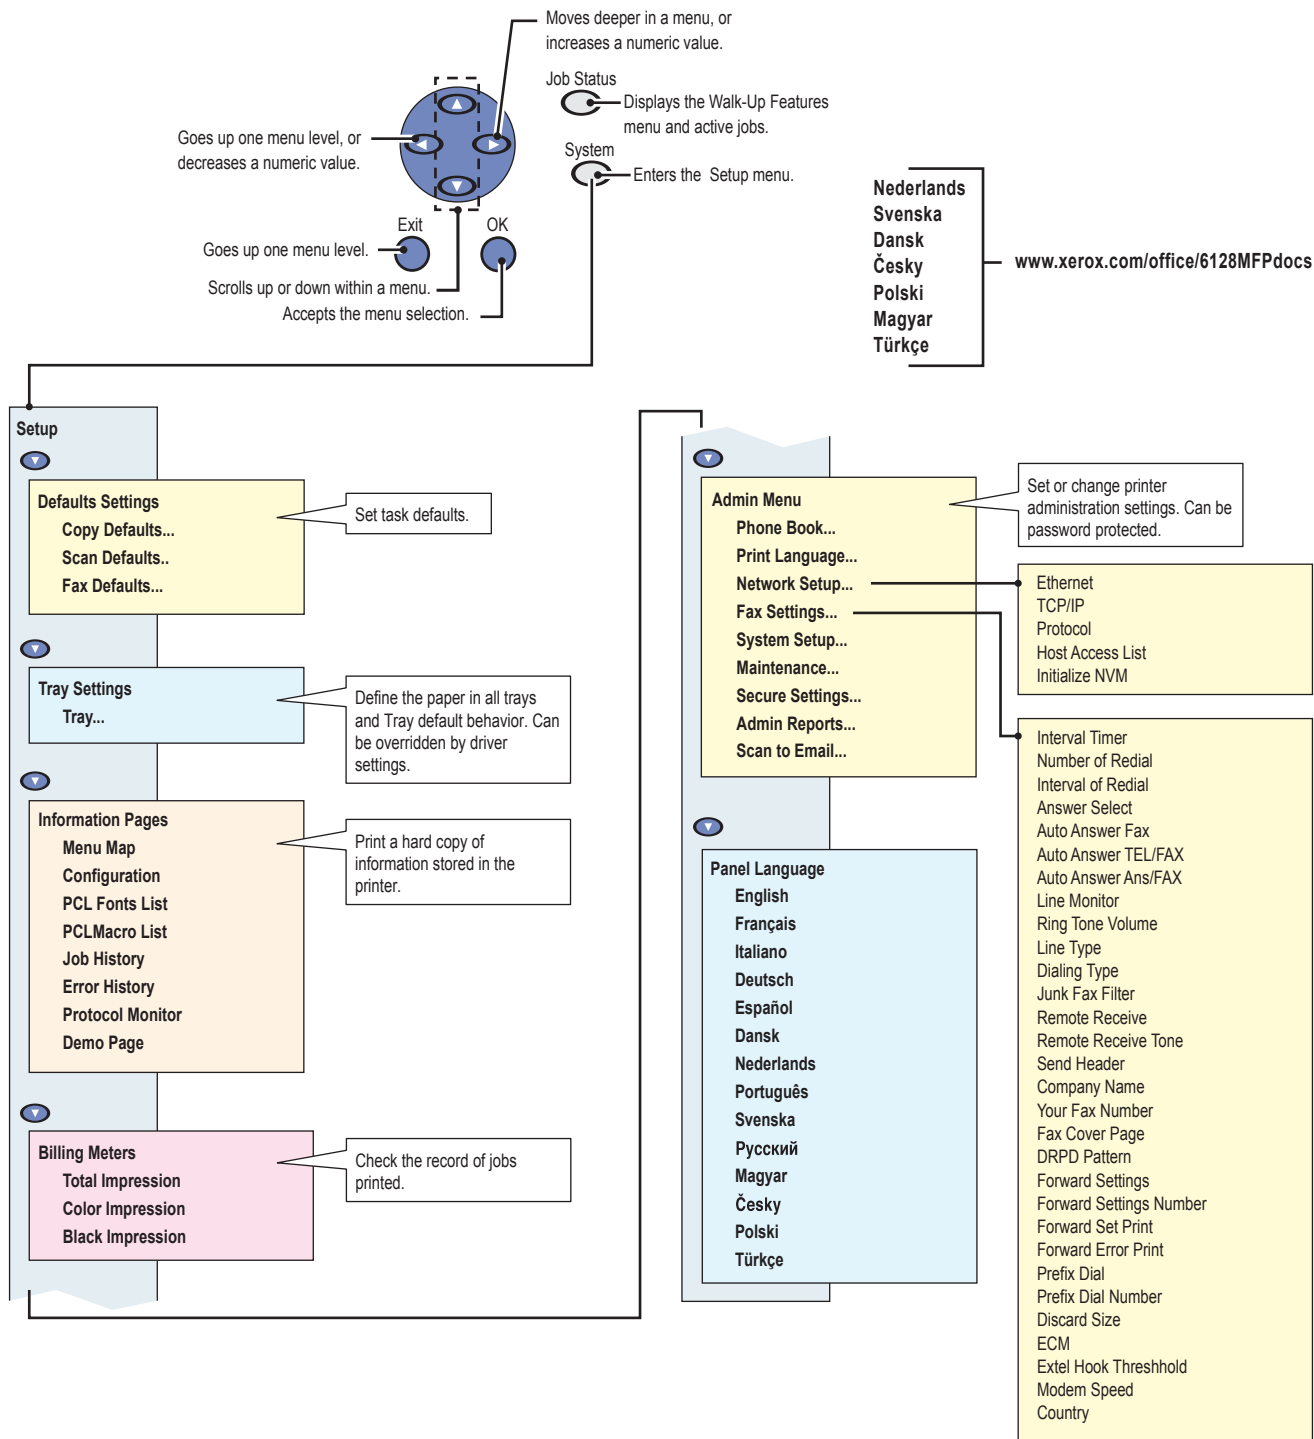 Moves deeper in a menu, or
increases a numeric value.
Job Status
Displays the Walk-Up Features
menu and active jobs.
Goes up one menu level, or
decreases a numeric value.
System
Enters the  Setup menu.
Exit
OK
Goes up one menu level.
Scrolls up or down within a menu.
Accepts the menu selection.
Nederlands
Svenska
Dansk
Česky
Polski
Magyar
Türkçe
www.xerox.com/office/6128MFPdocs
Setup
Defaults Settings
Copy Defaults...
Scan Defaults..
Fax Defaults...
Set task defaults.
Tray Settings
Tray...
Define the paper in all trays
and Tray default behavior. Can
be overridden by driver
settings.
Information Pages
Menu Map
Configuration
PCL Fonts List
PCLMacro List
Job History
Error History
Protocol Monitor
Demo Page
Print a hard copy of
information stored in the
printer.
Billing Meters
Total Impression
Color Impression
Black Impression
Check the record of jobs
printed.
Admin Menu
Phone Book...
Print Language...
Network Setup...
Fax Settings...
System Setup...
Maintenance...
Secure Settings...
Admin Reports...
Scan to Email...
Set or change printer
administration settings. Can be
password protected.
Ethernet
TCP/IP
Protocol
Host Access List
Initialize NVM
Panel Language
English
Français
Italiano
Deutsch
Español
Dansk
Nederlands
Português
Svenska
Русский
Magyar
Česky
Polski
Türkçe
Interval Timer
Number of Redial
Interval of Redial
Answer Select
Auto Answer Fax
Auto Answer TEL/FAX
Auto Answer Ans/FAX
Line Monitor
Ring Tone Volume
Line Type
Dialing Type
Junk Fax Filter
Remote Receive
Remote Receive Tone
Send Header
Company Name
Your Fax Number
Fax Cover Page
DRPD Pattern
Forward Settings
Forward Settings Number
Forward Set Print
Forward Error Print
Prefix Dial
Prefix Dial Number
Discard Size
ECM
Extel Hook Threshhold
Modem Speed
Country